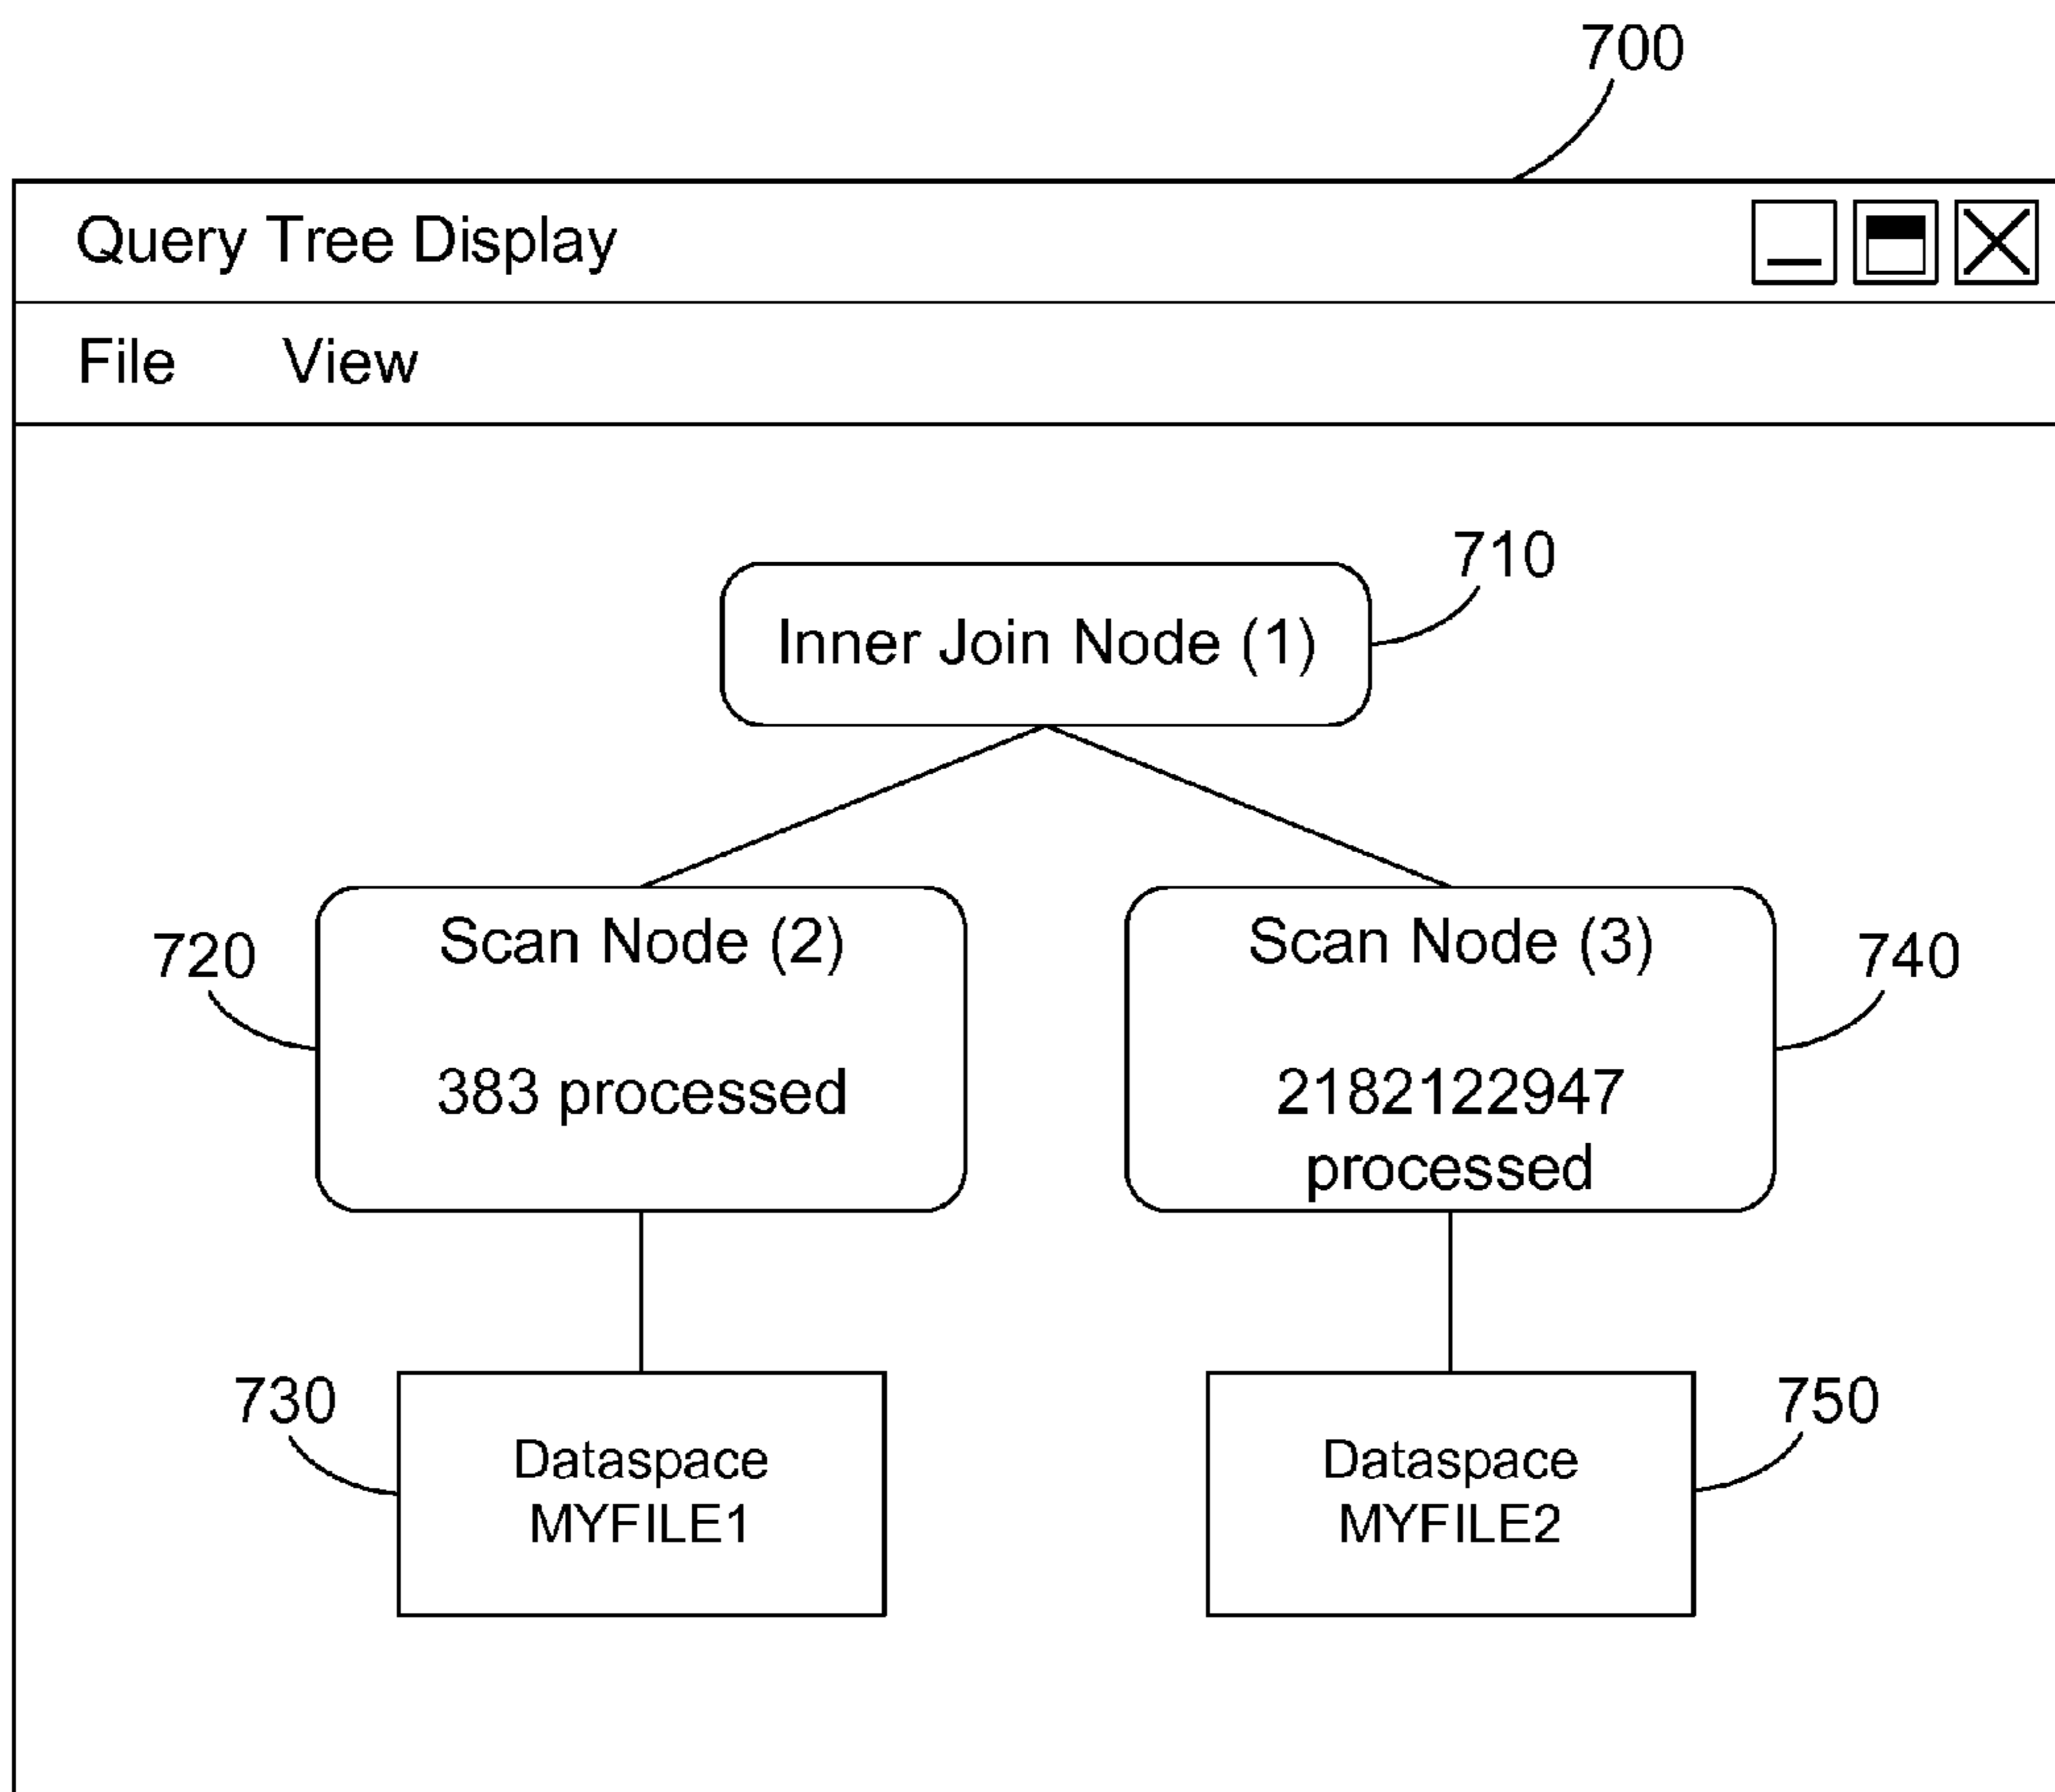 700
Query Tree Display
File View
710
Inner Join Node (1)
720
Scan Node (2)
383 processed
Scan Node (3)
2182122947
processed
740
730
Dataspace
MYFILE1
Dataspace
MYFILE2
750